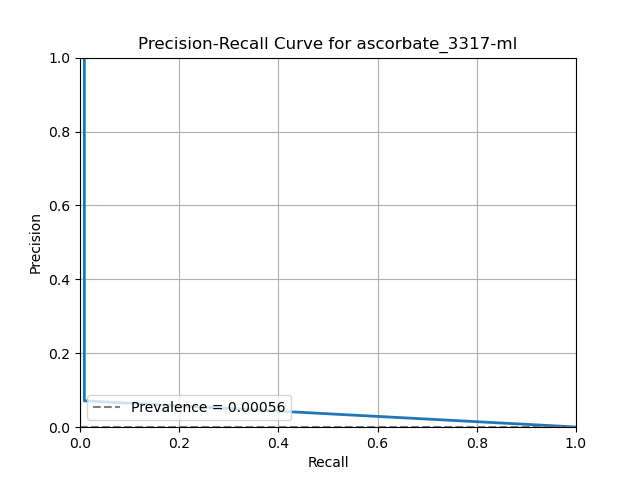 Precision-Recall Curve for ascorbate_3317-ml
1.0
0.8
0.6
0.4
0.2
0.0
Precision
Prevalence = 0.00056
0.0 0.2 0.4 0.6 0.8 1.0
Recall